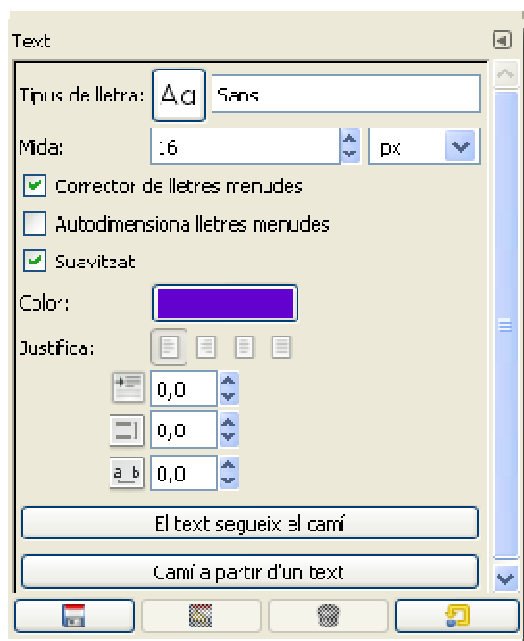 Text
Tipus de lletra: Aa Sans
Mida: 16 px
Corrector de lletres menudes
Autodimensiona lletres menudes
Suavitzat
Color:
Justifica:
0,0
0,0
a_b 0,0
El text segueix el camí
Camí a partir d'un text